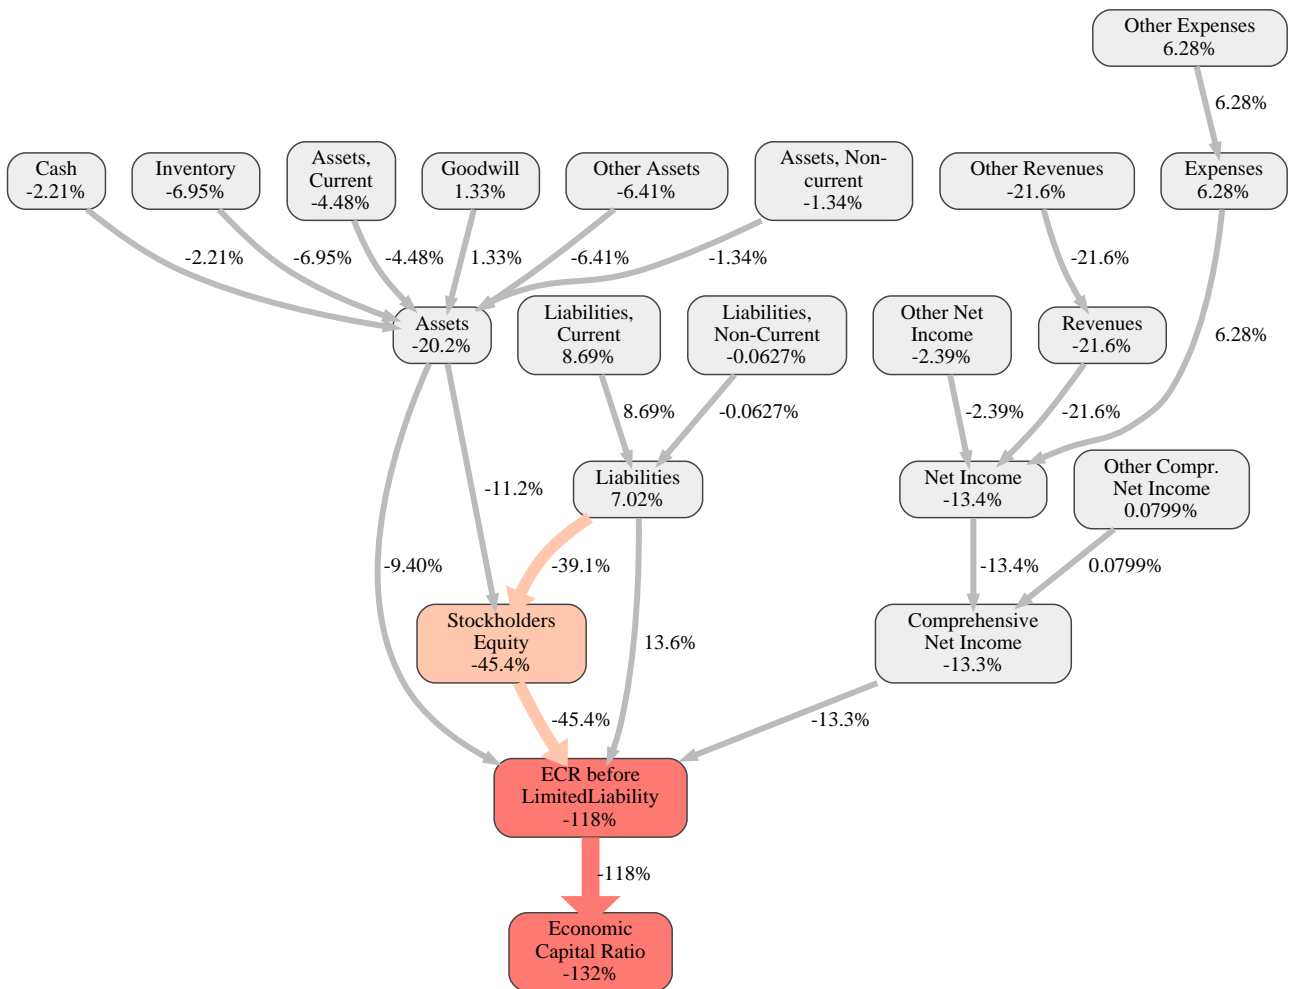 Other Expenses
6.28%
6.28%
Cash
-2.21%
Inventory
-6.95%
Assets,
Current
-4.48%
Goodwill
1.33%
Other Assets
-6.41%
Assets, Non-
current
-1.34%
Other Revenues
-21.6%
Expenses
6.28%
-2.21%
-6.95%
-4.48%
1.33%
-6.41%
-1.34%
-21.6%
Assets
-20.2%
Liabilities,
Current
8.69%
Liabilities,
Non-Current
-0.0627%
Other Net
Income
-2.39%
Revenues
-21.6%
6.28%
8.69%
-0.0627%
-2.39%
-21.6%
-11.2%
Liabilities
7.02%
Net Income
-13.4%
Other Compr.
Net Income
0.0799%
-9.40%
-39.1%
-13.4%
0.0799%
Stockholders
Equity
-45.4%
13.6%
Comprehensive
Net Income
-13.3%
-45.4%
-13.3%
ECR before
LimitedLiability
-118%
-118%
Economic
Capital Ratio
-132%